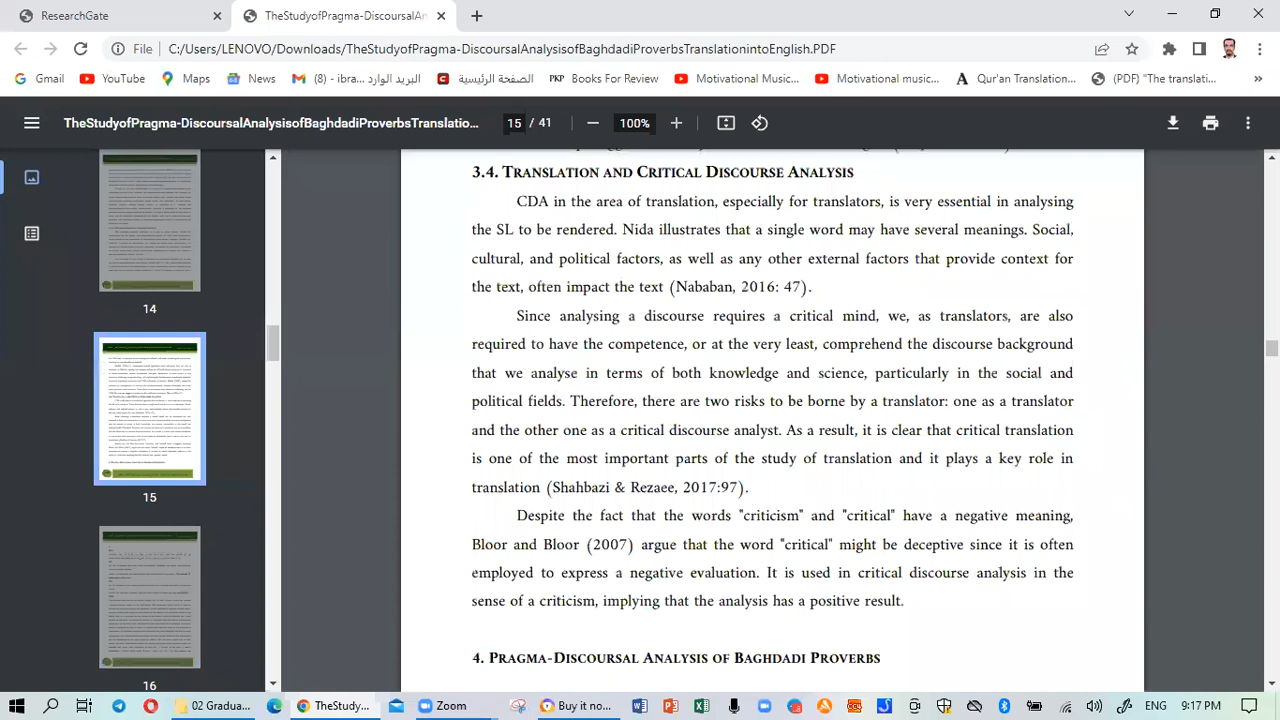 ResearchGate
TheStudyofPragma-DiscoursalAn
File C:/Users/LENOVO/Downloads/TheStudyofPragma-DiscoursalAnalysisofBaghdadiProverbsTranslationintoEnglish.PDF
Gmail YouTube Maps News البريد الوارد (8) - ibra... الصفحة الرئيسية PKP Books For Review Motivational Music... Motivational music... A Qur'an Translation... (PDF) "The translati... »
TheStudyofPragma-DiscoursalAnalysisofBaghdadiProverbsTranslatio... 15 / 41 100%
14
15
16
3.4. TRANSLATION AND CRITICAL DISCOURSE ANALYSIS
CDA in the field of translation, especially for translators, is very essential in analysing
the ST to be rendered. Nida illustrates that a single word may have several meanings. Social,
cultural, and political factors, as well as any other external factors that provide context for
the text, often impact the text (Nababan, 2016: 47).
Since analysing a discourse requires a critical mind, we, as translators, are also
required to have the competence, or at the very least comprehend the discourse background
that we convey in terms of both knowledge and science, particularly in the social and
political fields. Therefore, there are two risks to be borne by a translator: one as a translator
and the other as a critical discourse analyst. As a result, it is clear that critical translation
is one of the most important parts of the study of translation and it plays a key role in
translation (Shahbazi & Rezaee, 2017:97).
Despite the fact that the words "criticism" and "critical" have a negative meaning,
Bloor and Bloor (2007) argue that the word "critical" might be deceptive since it is often
employed to imply a negative evaluation. It is not true in critical discourse analysis or the
analysis of arts, implying that the analysis has a positive result.
4. PRAGMA-DISCOURSAL ANALYSIS OF BAGHDADI PROVERBS
02 Gradua... TheStudy... Zoom Buy it no... ENG 9:17 PM